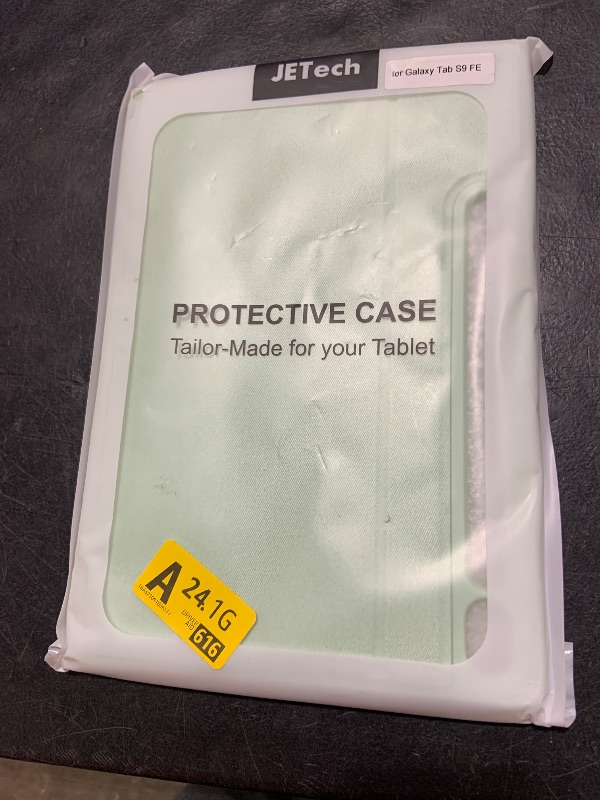 JETech
for Galaxy Tab S9 FE
PROTECTIVE CASE
Tailor-Made for your Tablet
A 24.1G
616